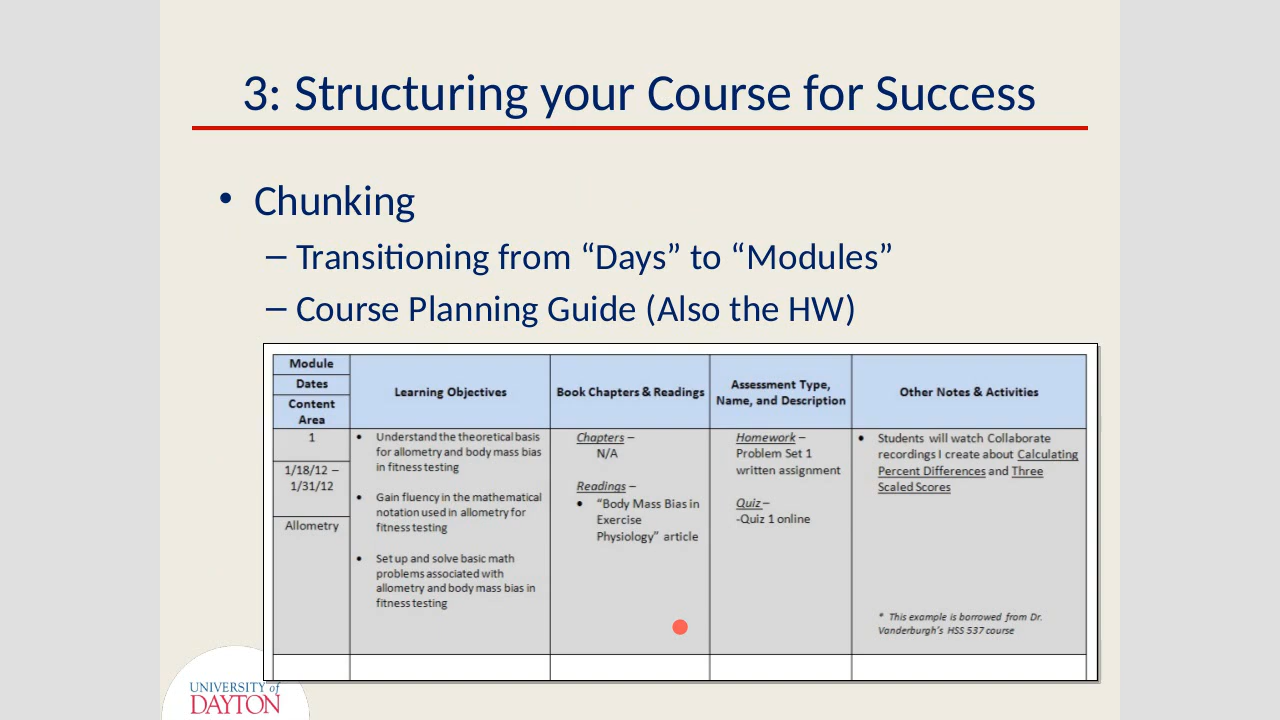 3: Structuring your Course for Success
• Chunking
– Transitioning from “Days” to “Modules”
– Course Planning Guide (Also the HW)
Module
Dates
Content
Area
Learning Objectives
Book Chapters & Readings
Assessment Type,
Name, and Description
Other Notes & Activities
1
1/18/12 –
1/31/12
Allometry
• Understand the theoretical basis
for allometry and body mass bias
in fitness testing
• Gain fluency in the mathematical
notation used in allometry for
fitness testing
• Set up and solve basic math
problems associated with
allometry and body mass bias in
fitness testing
Chapters –
N/A
Readings –
• “Body Mass Bias in
Exercise
Physiology” article
Homework –
Problem Set 1
written assignment
Quiz –
-Quiz 1 online
• Students will watch Collaborate
recordings I create about Calculating
Percent Differences and Three
Scaled Scores
* This example is borrowed from Dr.
Vanderburgh’s HSS 537 course
UNIVERSITY of
DAYTON